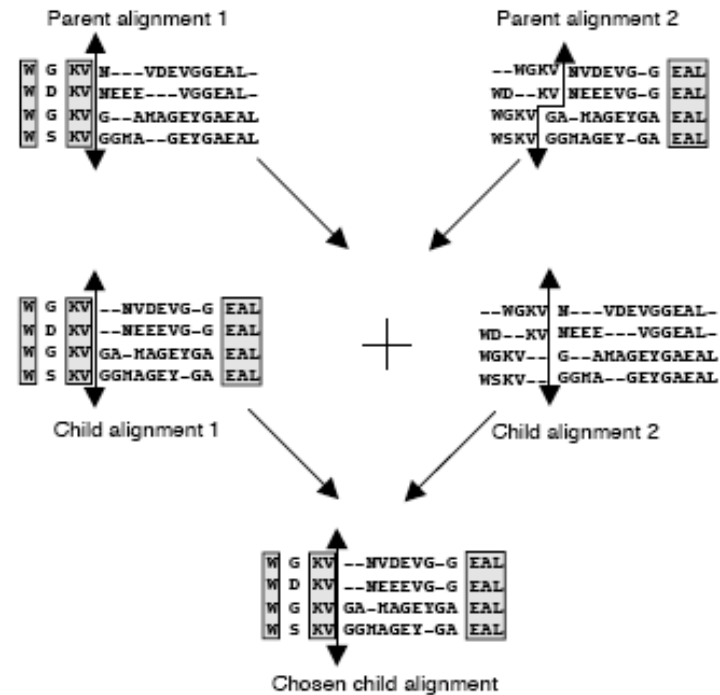 Parent alignment 1
W G KV N---VDEVGGEAL-
W D KV NEEE---VGGEAL-
W G KV G--AMAGEYGAEAL
W S KV GGMA--GEYGAEAL
Parent alignment 2
--WGKV NVDEVG-G EAL
WD--KV NEEEVG-G EAL
WGKV GA-MAGEYGA EAL
WSKV GGMAGEY-GA EAL
W G KV --NVDEVG-G EAL
W D KV --NEEEVG-G EAL
W G KV GA-MAGEYGA EAL
W S KV GGMAGEY-GA EAL
Child alignment 1
--WGKV N---VDEVGGEAL-
WD--KV NEEE---VGGEAL-
WGKV-- G--AMAGEYGAEAL
WSKV-- GGMA--GEYGAEAL
Child alignment 2
W G KV --NVDEVG-G EAL
W D KV --NEEEVG-G EAL
W G KV GA-MAGEYGA EAL
W S KV GGMAGEY-GA EAL
Chosen child alignment